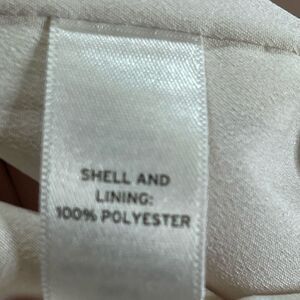 SHELL AND
LINING:
100% POLYESTER